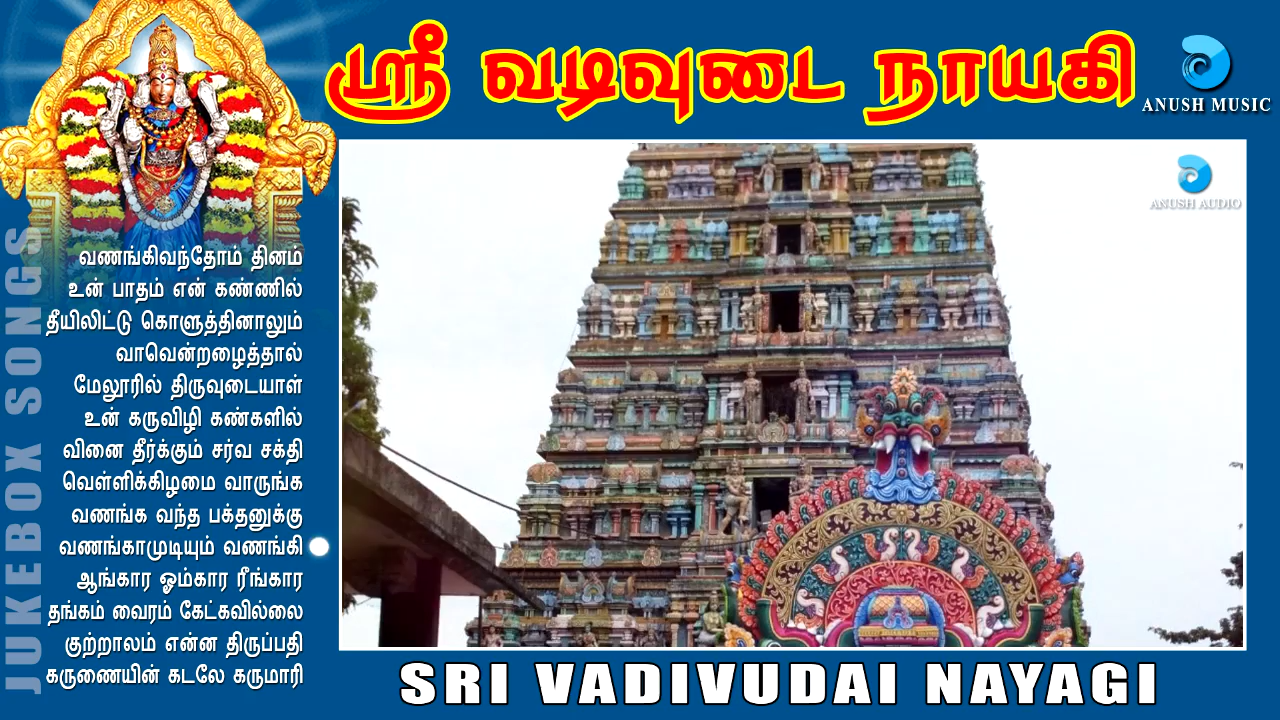 ஸ்ரீ வடிவுடை நாயகி
ANUSH MUSIC
ANUSH AUDIO
JUKEBOX SONGS
வணங்கிவந்தோம் தினம்
உன் பாதம் என் கண்ணில்
தீயிலிட்டு கொளுத்தினாலும்
வாவென்றழைத்தால்
மேலூரில் திருவுடையாள்
உன் கருவிழி கண்களில்
வினை தீர்க்கும் சர்வ சக்தி
வெள்ளிக்கிழமை வாருங்க
வணங்க வந்த பக்தனுக்கு
வணங்காமுடியும் வணங்கி
ஆங்கார ஓம்கார ரீங்கார
தங்கம் வைரம் கேட்கவில்லை
குற்றாலம் என்ன திருப்பதி
கருணையின் கடலே கருமாரி
SRI VADIVUDAI NAYAGI